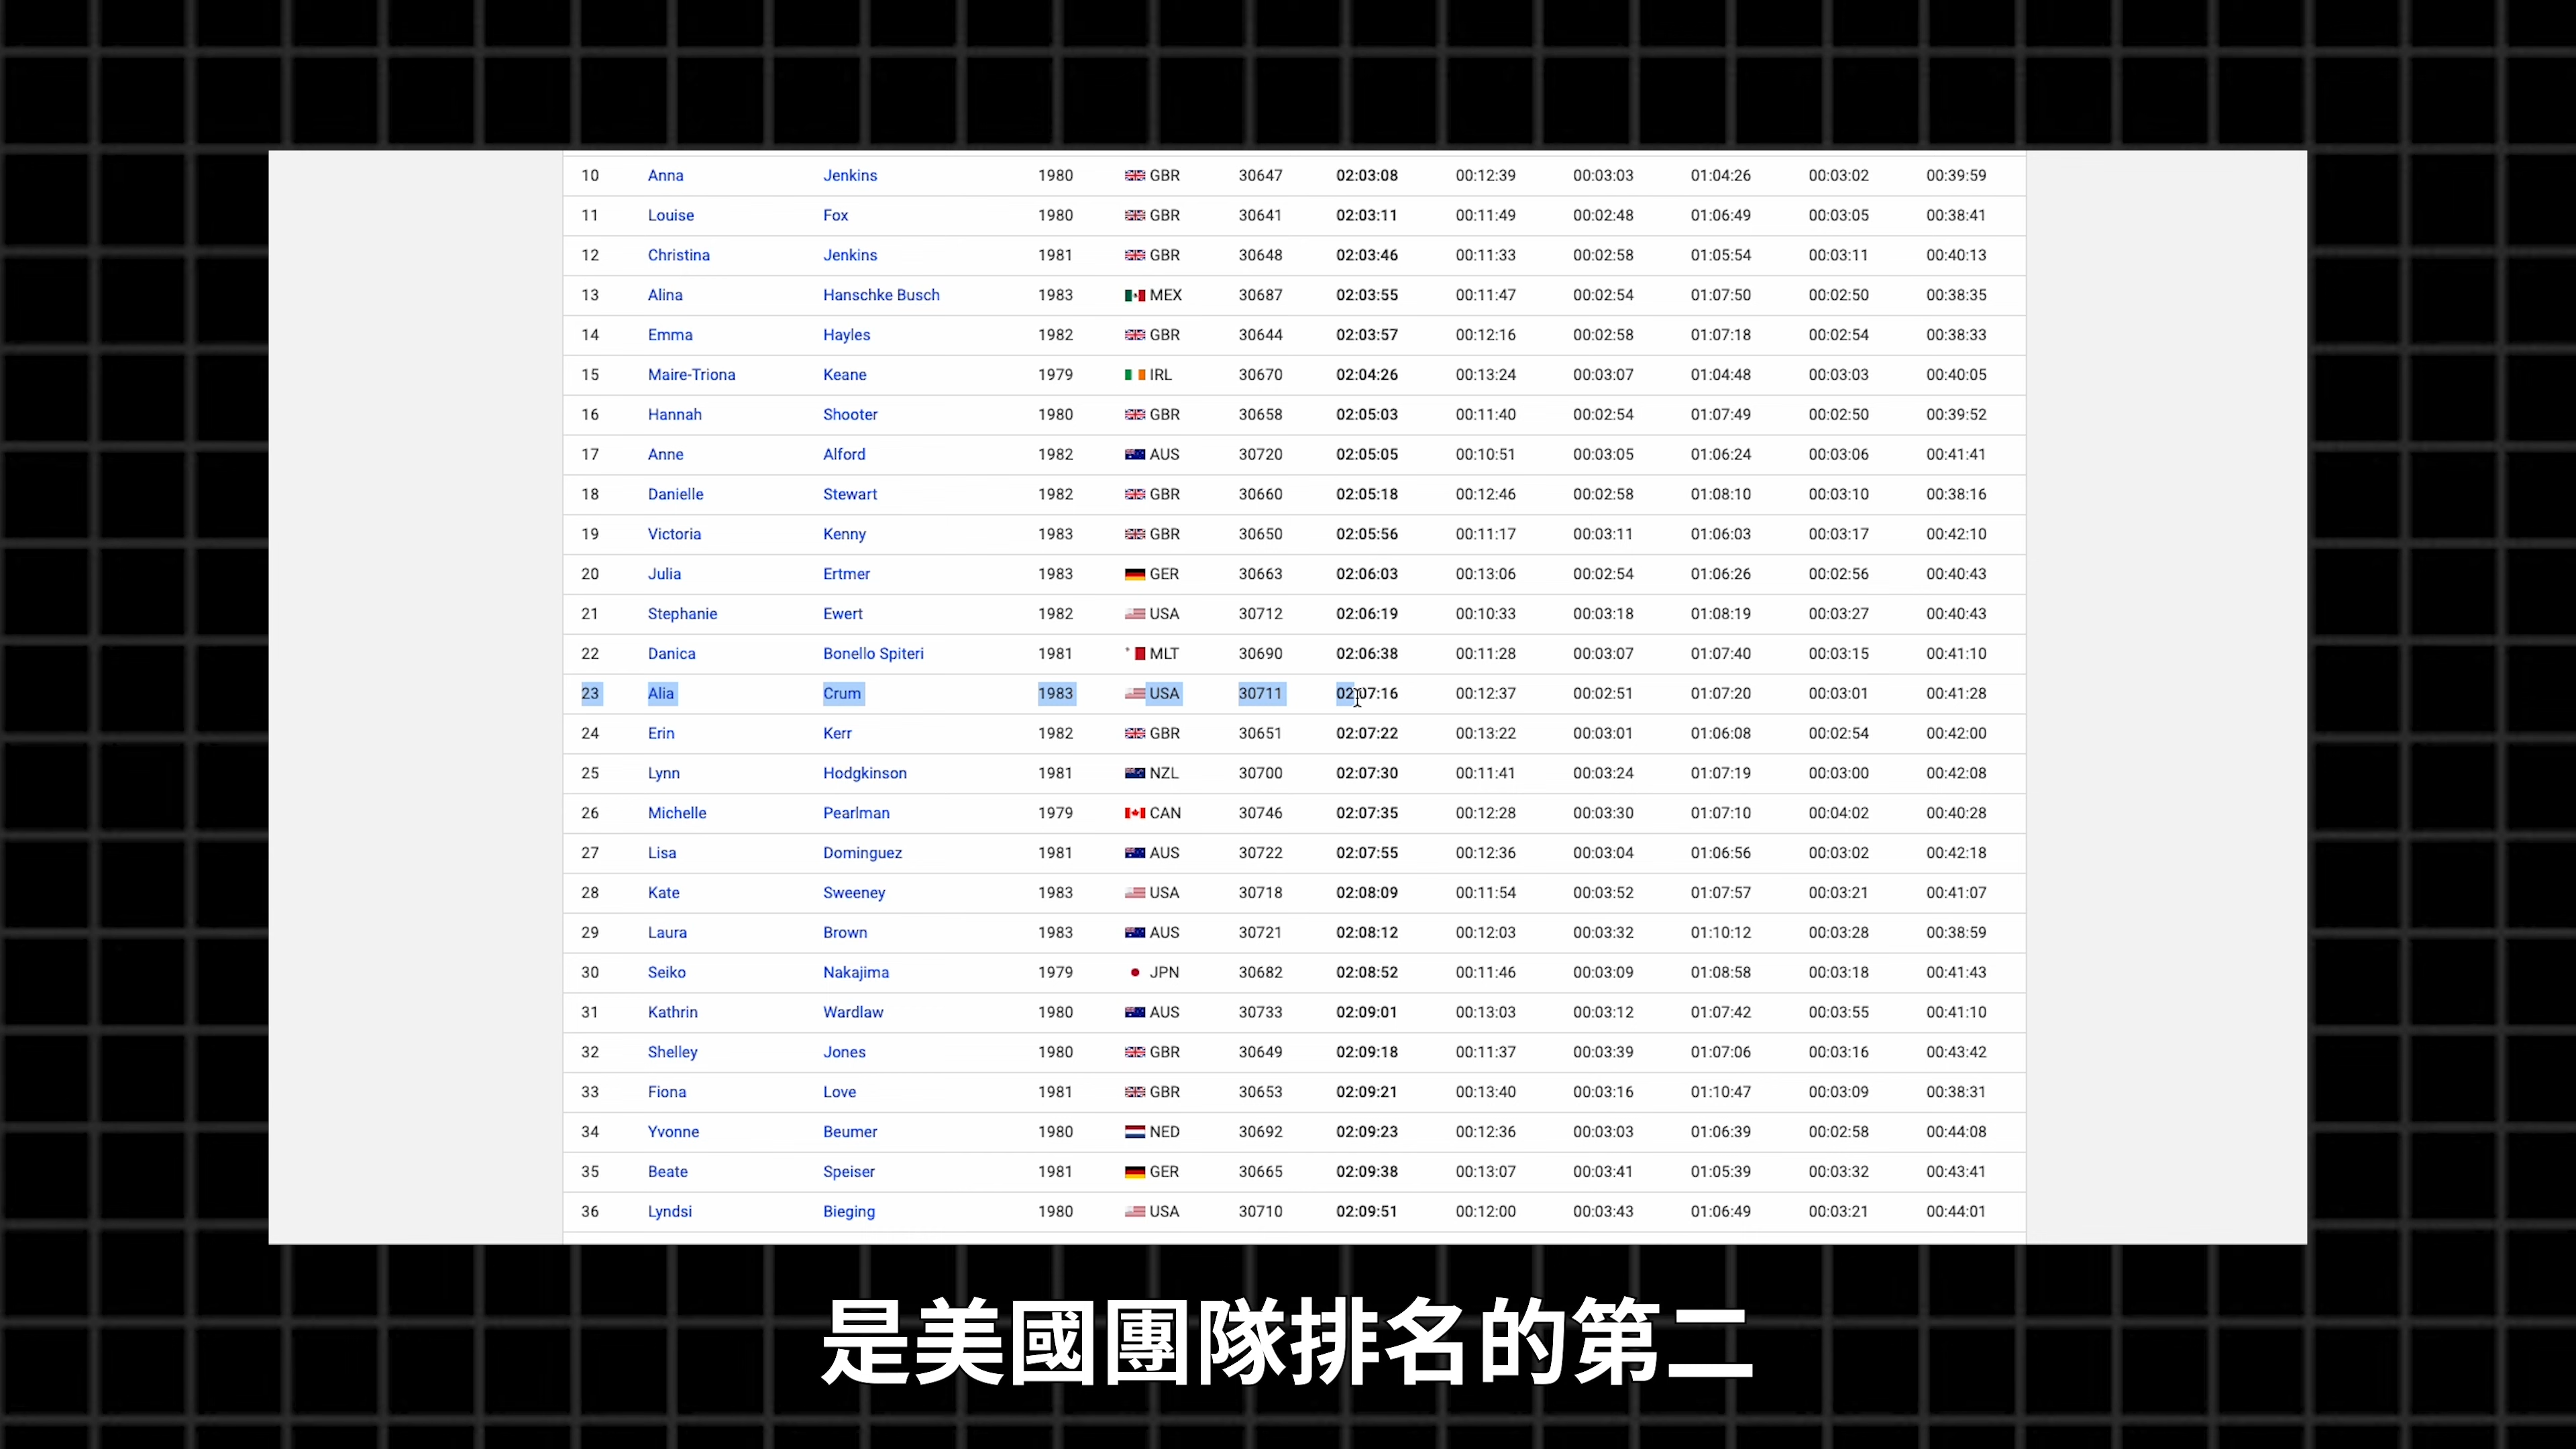 10 Anna Jenkins 1980 GBR 30647 02:03:08 00:12:39 00:03:03 01:04:26 00:03:02 00:39:59
11 Louise Fox 1980 GBR 30641 02:03:11 00:11:49 00:02:48 01:06:49 00:03:05 00:38:41
12 Christina Jenkins 1981 GBR 30648 02:03:46 00:11:33 00:02:58 01:05:54 00:03:11 00:40:13
13 Alina Hanschke Busch 1983 MEX 30687 02:03:55 00:11:47 00:02:54 01:07:50 00:02:50 00:38:35
14 Emma Hayles 1982 GBR 30644 02:03:57 00:12:16 00:02:58 01:07:18 00:02:54 00:38:33
15 Maire-Triona Keane 1979 IRL 30670 02:04:26 00:13:24 00:03:07 01:04:48 00:03:03 00:40:05
16 Hannah Shooter 1980 GBR 30658 02:05:03 00:11:40 00:02:54 01:07:49 00:02:50 00:39:52
17 Anne Alford 1982 AUS 30720 02:05:05 00:10:51 00:03:05 01:06:24 00:03:06 00:41:41
18 Danielle Stewart 1982 GBR 30660 02:05:18 00:12:46 00:02:58 01:08:10 00:03:10 00:38:16
19 Victoria Kenny 1983 GBR 30650 02:05:56 00:11:17 00:03:11 01:06:03 00:03:17 00:42:10
20 Julia Ertmer 1983 GER 30663 02:06:03 00:13:06 00:02:54 01:06:26 00:02:56 00:40:43
21 Stephanie Ewert 1982 USA 30712 02:06:19 00:10:33 00:03:18 01:08:19 00:03:27 00:40:43
22 Danica Bonello Spiteri 1981 MLT 30690 02:06:38 00:11:28 00:03:07 01:07:40 00:03:15 00:41:10
23 Alia Crum 1983 USA 30711 02:07:16 00:12:37 00:02:51 01:07:20 00:03:01 00:41:28
24 Erin Kerr 1982 GBR 30651 02:07:22 00:13:22 00:03:01 01:06:08 00:02:54 00:42:00
25 Lynn Hodgkinson 1981 NZL 30700 02:07:30 00:11:41 00:03:24 01:07:19 00:03:00 00:42:08
26 Michelle Pearlman 1979 CAN 30746 02:07:35 00:12:28 00:03:30 01:07:10 00:04:02 00:40:28
27 Lisa Dominguez 1981 AUS 30722 02:07:55 00:12:36 00:03:04 01:06:56 00:03:02 00:42:18
28 Kate Sweeney 1983 USA 30718 02:08:09 00:11:54 00:03:52 01:07:57 00:03:21 00:41:07
29 Laura Brown 1983 AUS 30721 02:08:12 00:12:03 00:03:32 01:10:12 00:03:28 00:38:59
30 Seiko Nakajima 1979 JPN 30682 02:08:52 00:11:46 00:03:09 01:08:58 00:03:18 00:41:43
31 Kathrin Wardlaw 1980 AUS 30733 02:09:01 00:13:03 00:03:12 01:07:42 00:03:55 00:41:10
32 Shelley Jones 1980 GBR 30649 02:09:18 00:11:37 00:03:39 01:07:06 00:03:16 00:43:42
33 Fiona Love 1981 GBR 30653 02:09:21 00:13:40 00:03:16 01:10:47 00:03:09 00:38:31
34 Yvonne Beumer 1980 NED 30692 02:09:23 00:12:36 00:03:03 01:06:39 00:02:58 00:44:08
35 Beate Speiser 1981 GER 30665 02:09:38 00:13:07 00:03:41 01:05:39 00:03:32 00:43:41
36 Lyndsi Bieging 1980 USA 30710 02:09:51 00:12:00 00:03:43 01:06:49 00:03:21 00:44:01
是美國團隊排名的第二